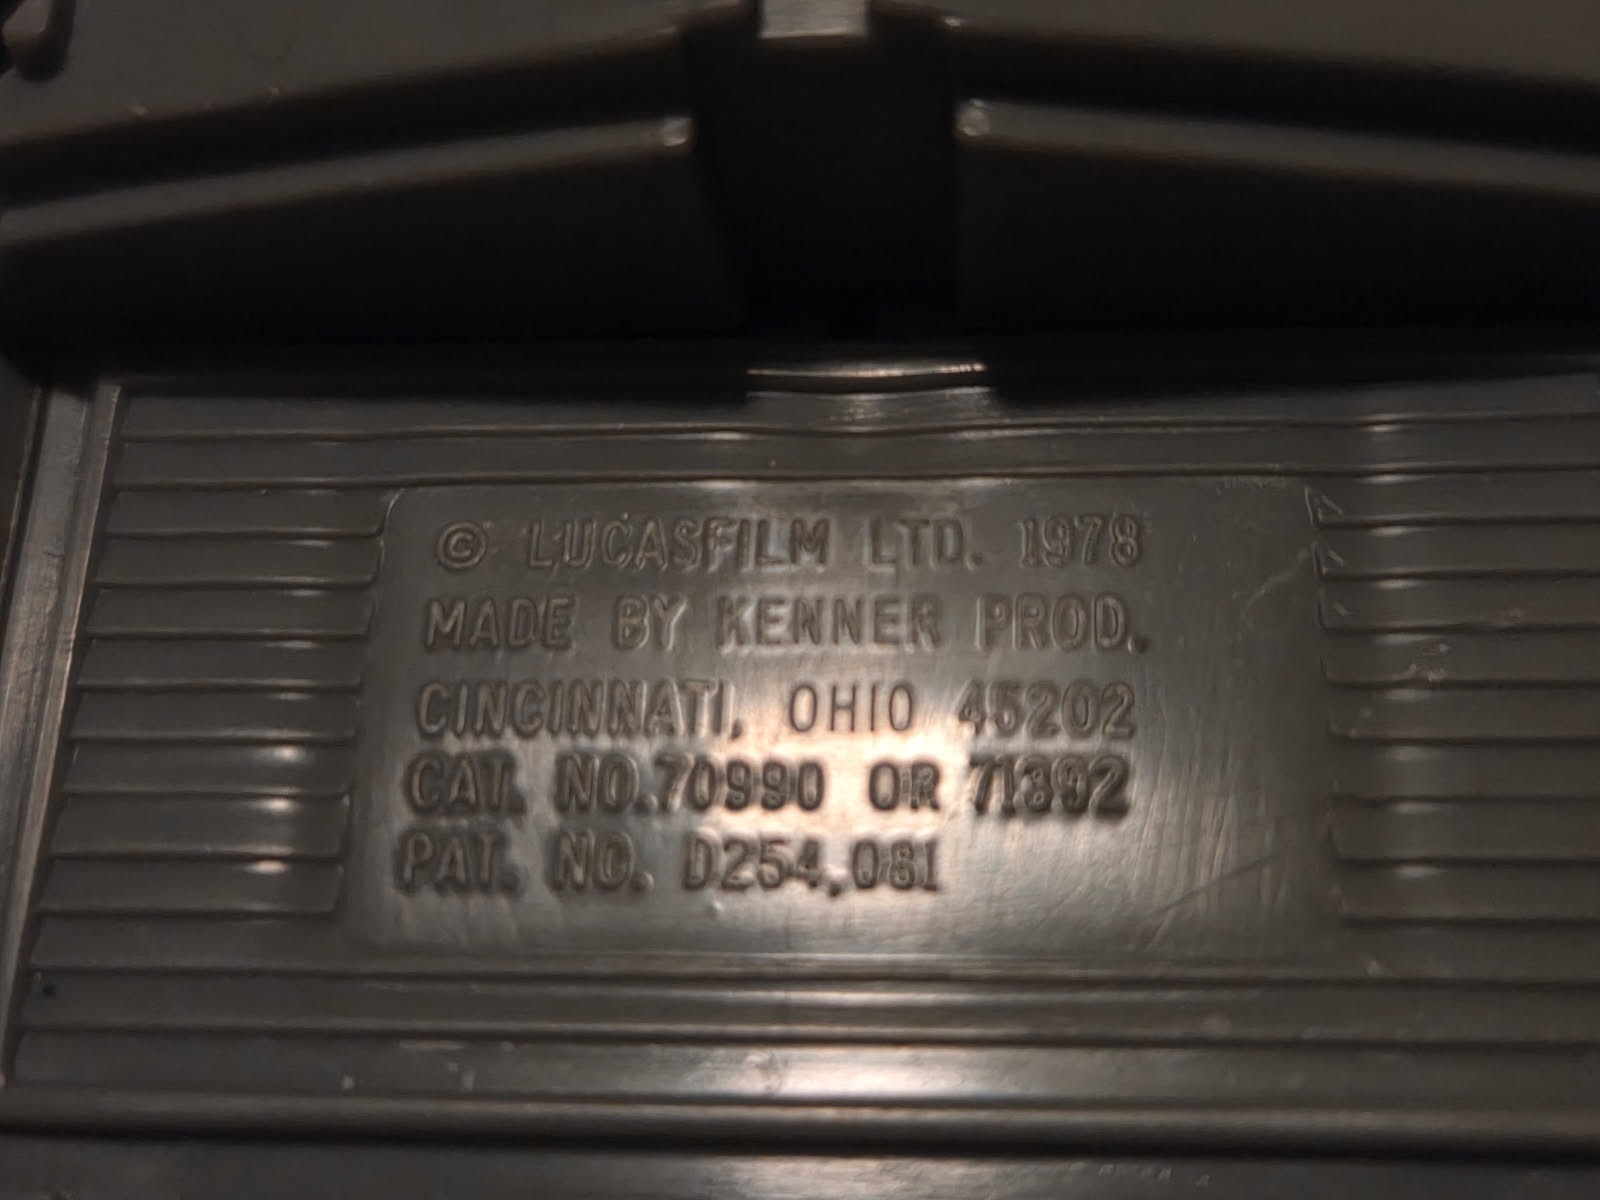 © LUCASFILM LTD. 1978
MADE BY KENNER PROD.
CINCINNATI, OHIO 45202
CAT. NO. 70990 OR 71392
PAT. NO. D254,081